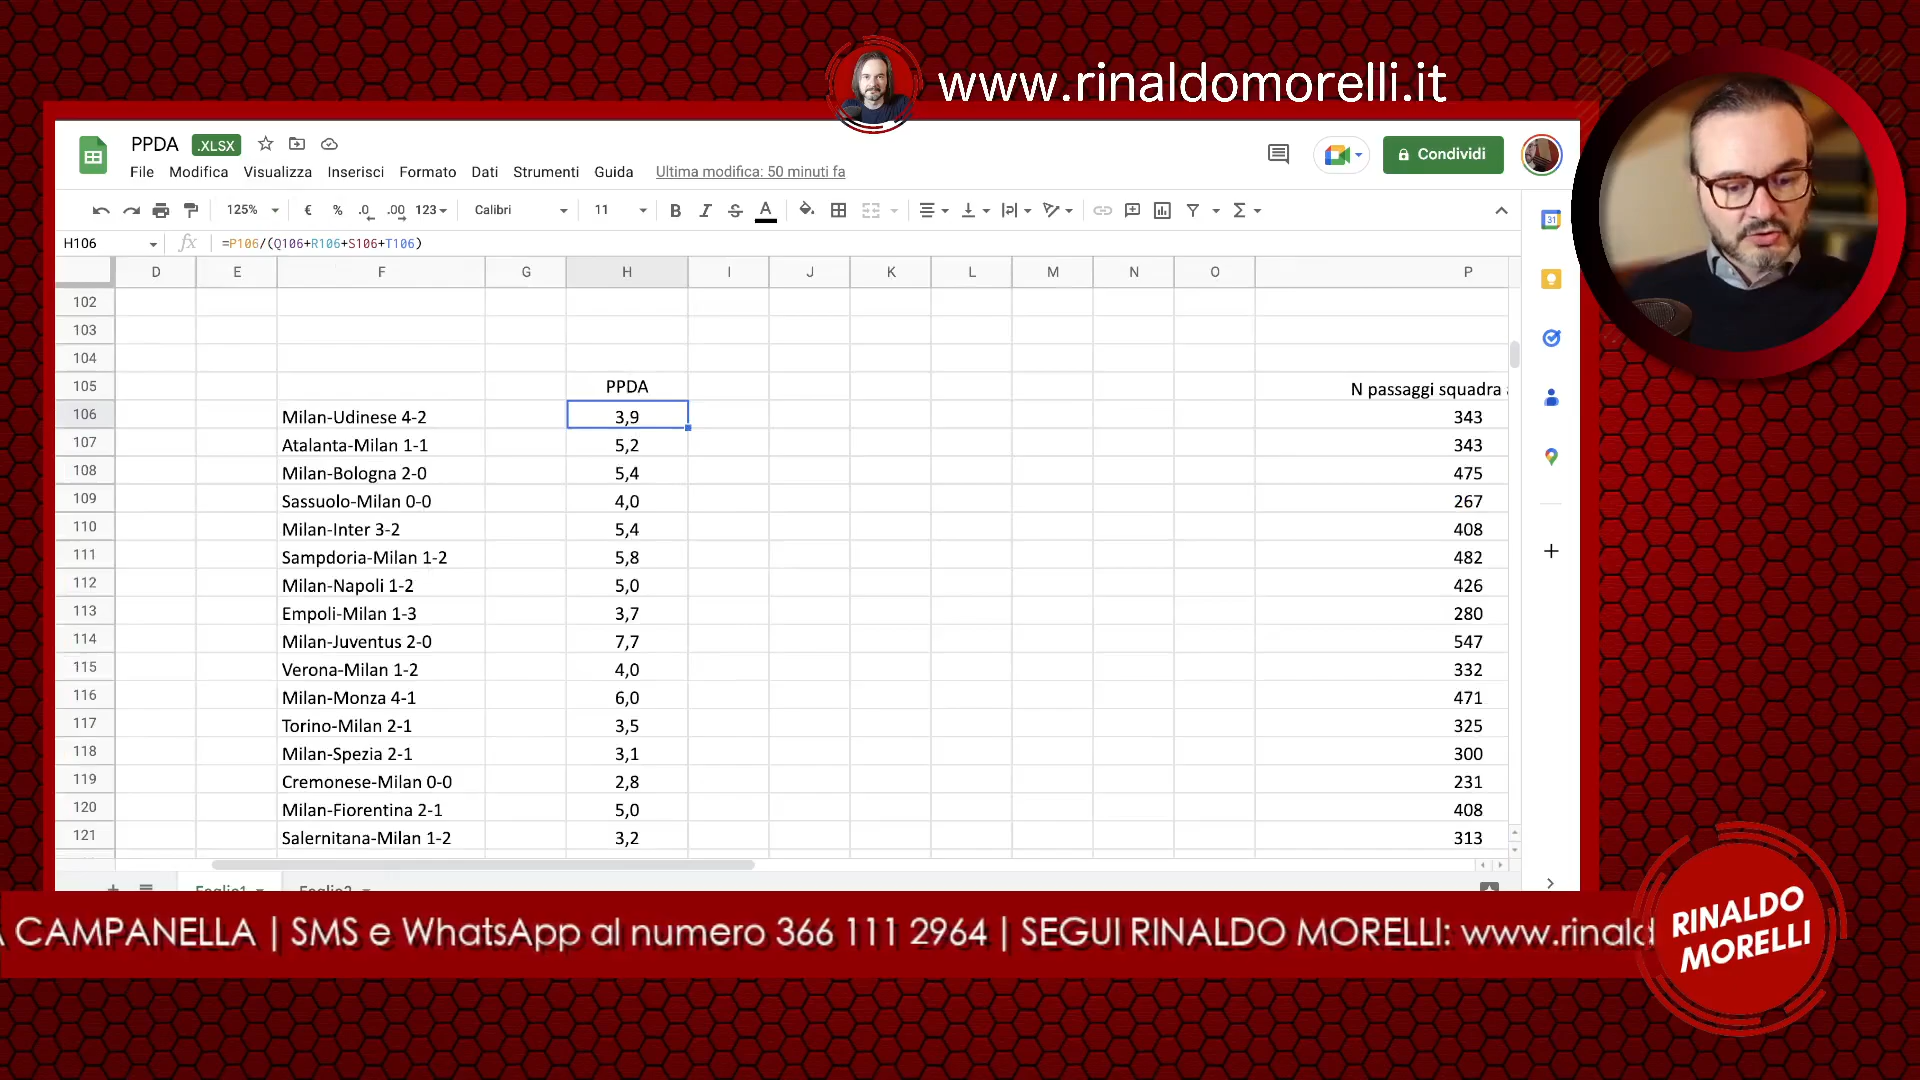 www.rinaldomorelli.it
PPDA .XLSX
File Modifica Visualizza Inserisci Formato Dati Strumenti Guida Ultima modifica: 50 minuti fa
Condividi
125% € % .0 .00 123 Calibri 11 B I S A Σ
31
H106 fx =P106/(Q106+R106+S106+T106)
D E F G H I J K L M N O P
102
103
104
105 PPDA N passaggi squadra
106 Milan-Udinese 4-2 3,9 343
107 Atalanta-Milan 1-1 5,2 343
108 Milan-Bologna 2-0 5,4 475
109 Sassuolo-Milan 0-0 4,0 267
110 Milan-Inter 3-2 5,4 408
111 Sampdoria-Milan 1-2 5,8 482
112 Milan-Napoli 1-2 5,0 426
113 Empoli-Milan 1-3 3,7 280
114 Milan-Juventus 2-0 7,7 547
115 Verona-Milan 1-2 4,0 332
116 Milan-Monza 4-1 6,0 471
117 Torino-Milan 2-1 3,5 325
118 Milan-Spezia 2-1 3,1 300
119 Cremonese-Milan 0-0 2,8 231
120 Milan-Fiorentina 2-1 5,0 408
121 Salernitana-Milan 1-2 3,2 313
Foglio1 Foglio2
CAMPANELLA | SMS e WhatsApp al numero 366 111 2964 | SEGUI RINALDO MORELLI: www.rinald
RINALDO
MORELLI